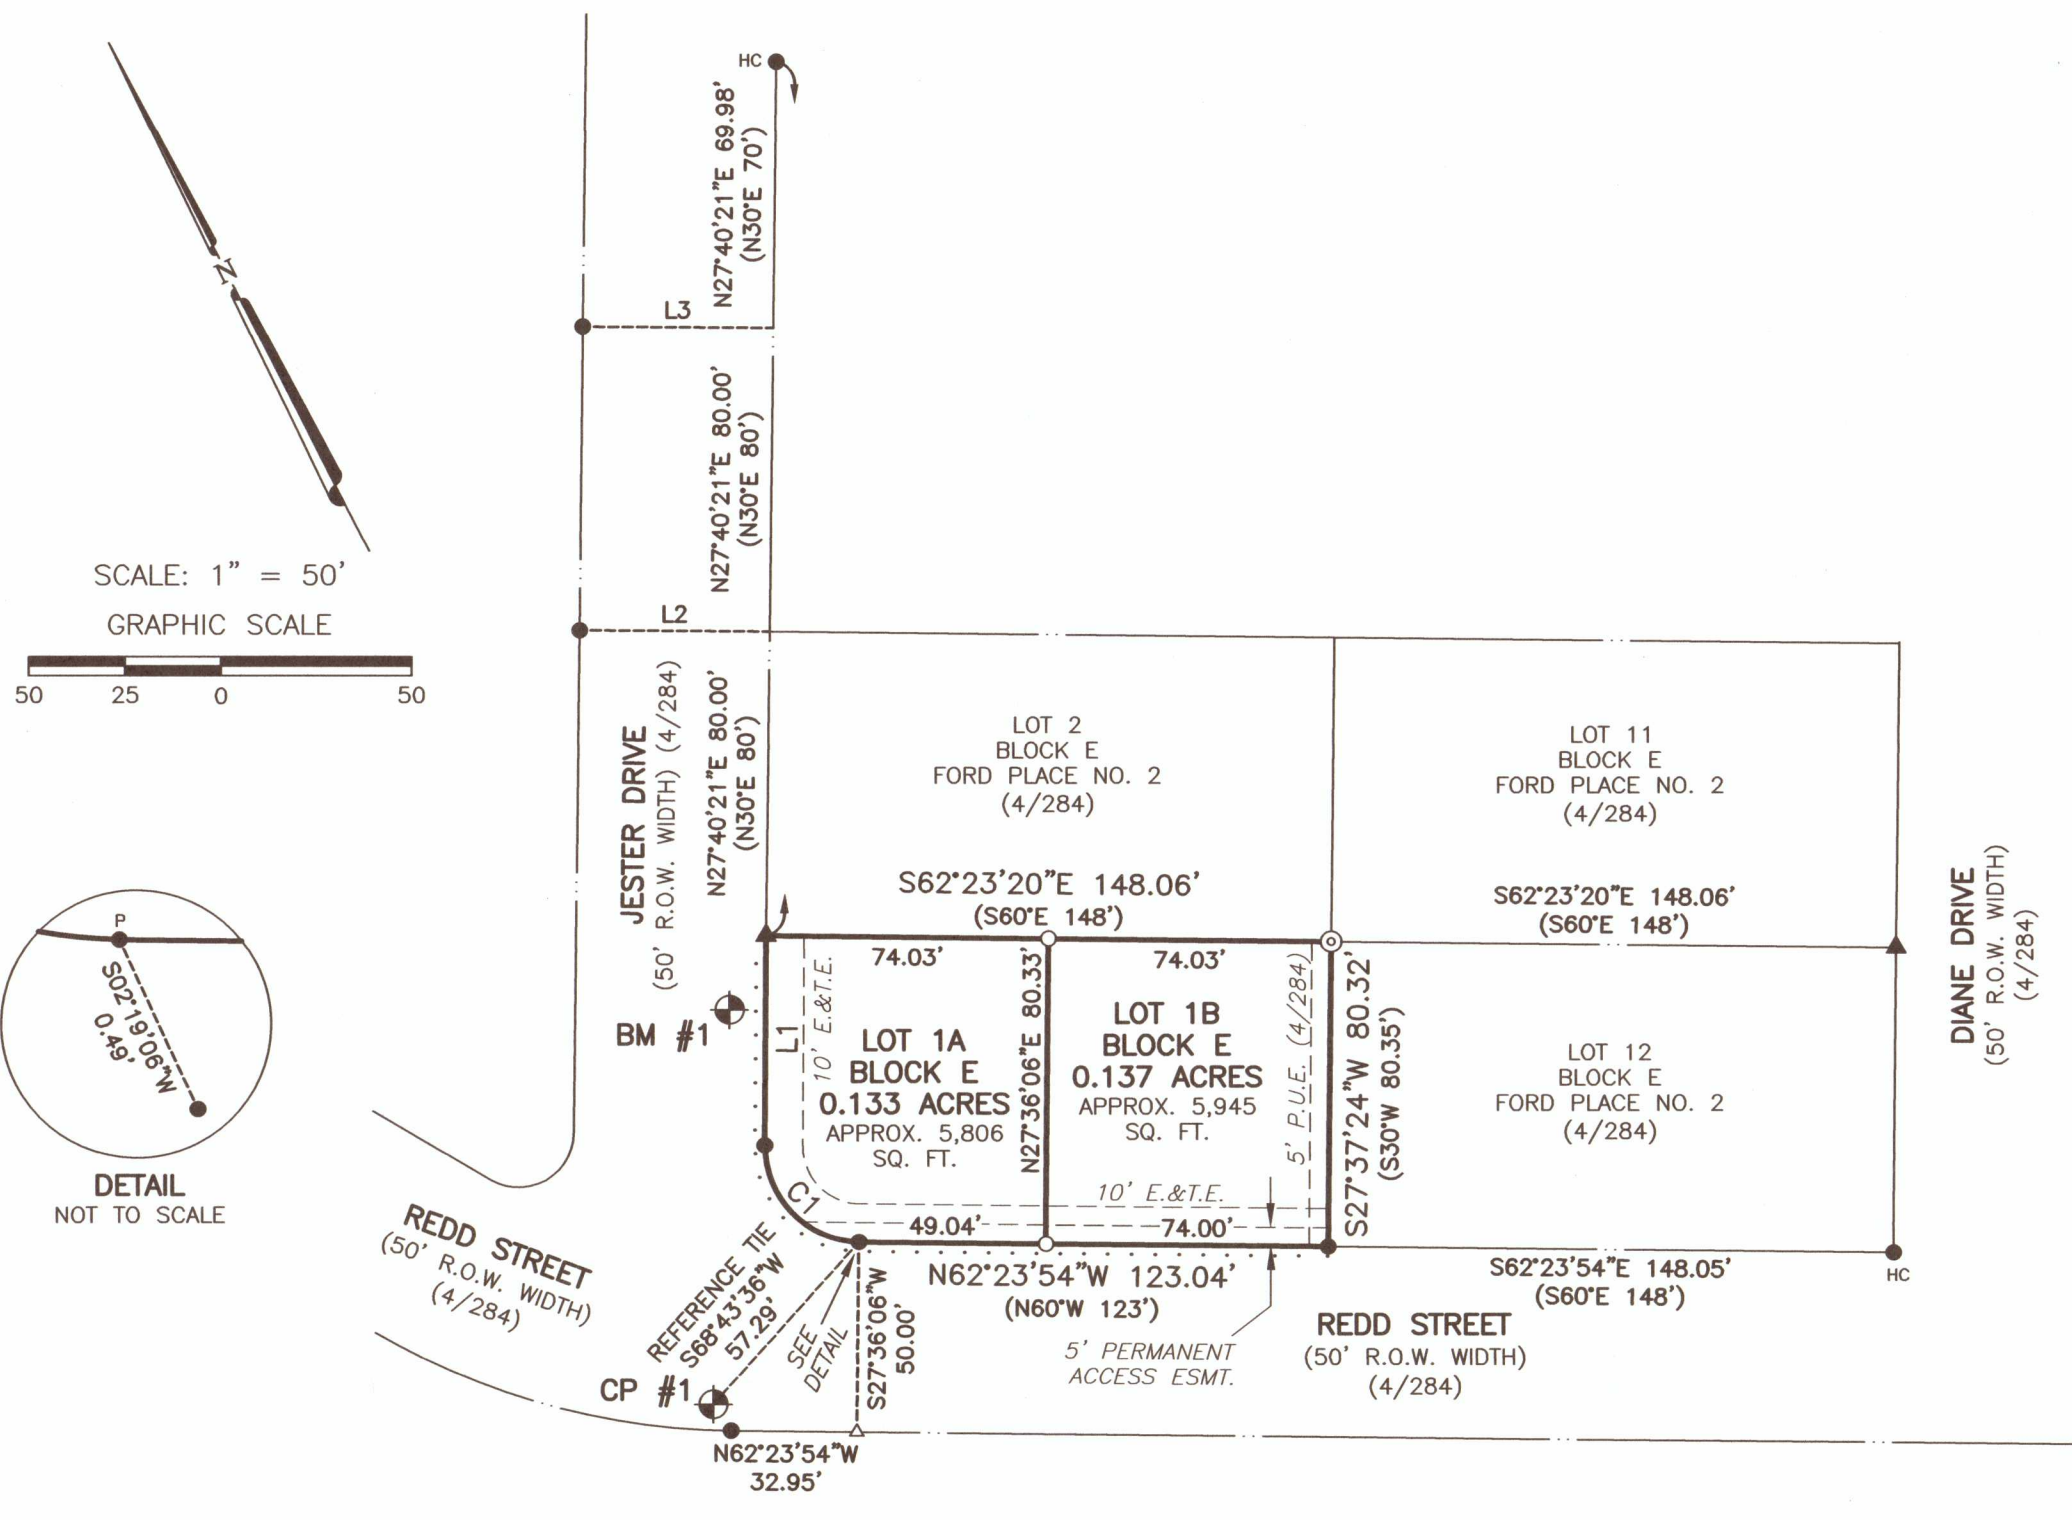 HC
N27°40'21"E 69.98'
(N30°E 70')
N
L3
SCALE: 1" = 50'
GRAPHIC SCALE
50 25 0 50
N27°40'21"E 80.00'
(N30°E 80')
L2
JESTER DRIVE
(50' R.O.W. WIDTH) (4/284)
N27°40'21"E 80.00'
(N30°E 80')
LOT 2
BLOCK E
FORD PLACE NO. 2
(4/284)
LOT 11
BLOCK E
FORD PLACE NO. 2
(4/284)
S62°23'20"E 148.06'
(S60°E 148')
S62°23'20"E 148.06'
(S60°E 148')
DIANE DRIVE
(50' R.O.W. WIDTH)
(4/284)
74.03'
74.03'
P
S02°19'06"W
0.49'
DETAIL
NOT TO SCALE
BM #1
L1
10' E.&T.E.
LOT 1A
BLOCK E
0.133 ACRES
APPROX. 5,806
SQ. FT.
N27°36'06"E 80.33'
LOT 1B
BLOCK E
0.137 ACRES
APPROX. 5,945
SQ. FT.
5' P.U.E. (4/284)
S27°37'24"W 80.32'
(S30°W 80.35')
LOT 12
BLOCK E
FORD PLACE NO. 2
(4/284)
C1
10' E.&T.E.
49.04'
74.00'
REDD STREET
(50' R.O.W. WIDTH)
(4/284)
REFERENCE TIE
S68°43'36"W
57.29'
SEE
DETAIL
S27°36'06"W
50.00'
N62°23'54"W 123.04'
(N60°W 123')
5' PERMANENT
ACCESS ESMT.
S62°23'54"E 148.05'
(S60°E 148')
HC
REDD STREET
(50' R.O.W. WIDTH)
(4/284)
CP #1
N62°23'54"W
32.95'